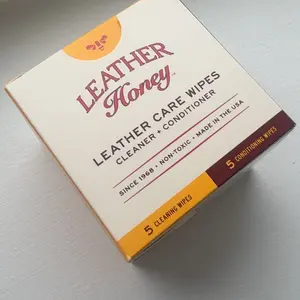 LEATHER
Honey™
LEATHER CARE WIPES
CLEANER + CONDITIONER
SINCE 1968 • NON-TOXIC • MADE IN THE USA
5 CLEANING WIPES
5 CONDITIONING WIPES